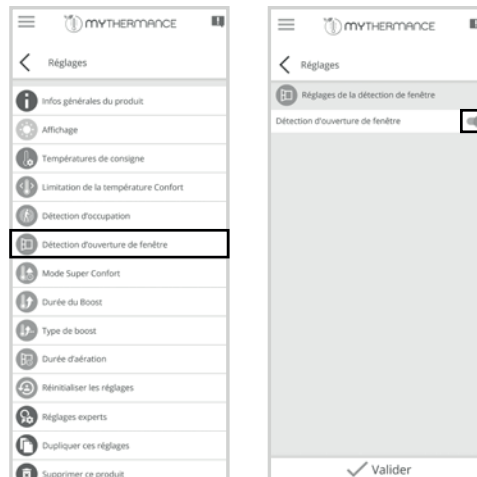 MYTHERMANCE
Réglages
Infos générales du produit
Affichage
Températures de consigne
Limitation de la température Confort
Détection d'occupation
Détection d'ouverture de fenêtre
Mode Super Confort
Durée du Boost
Type de boost
Durée d'aération
Réinitialiser les réglages
Réglages experts
Dupliquer ces réglages
Supprimer ce produit
MYTHERMANCE
Réglages
Réglages de la détection de fenêtre
Détection d'ouverture de fenêtre
Valider